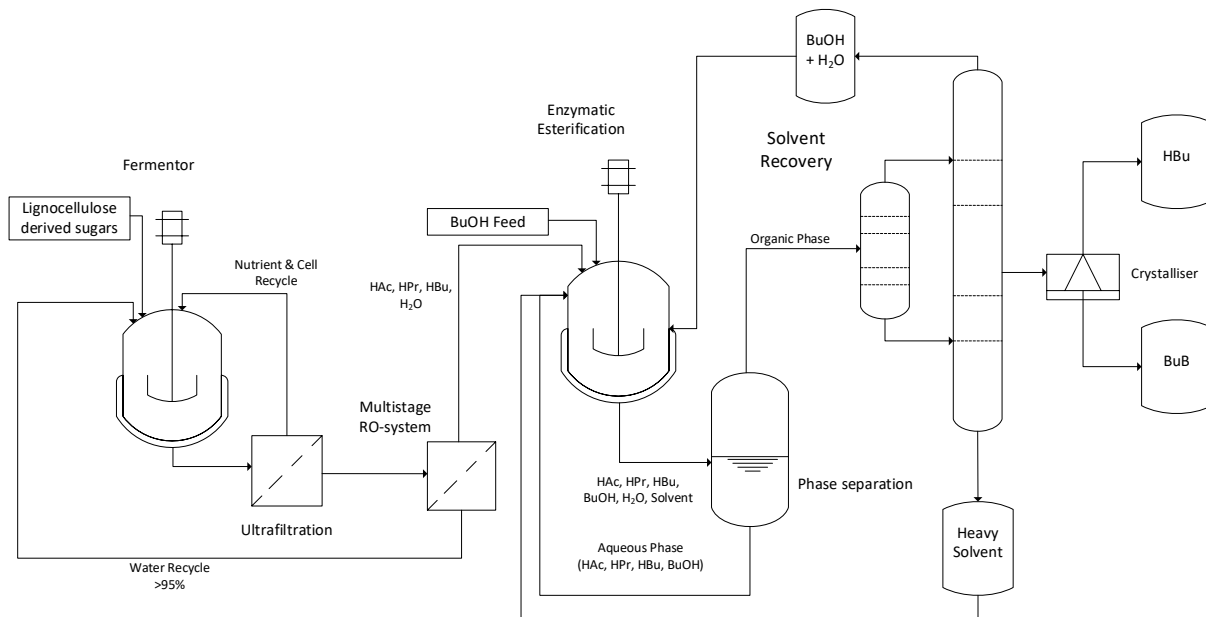 BuOH
+ H₂O
Enzymatic
Esterification
Solvent
Recovery
HBu
Fermentor
Lignocellulose
derived sugars
BuOH Feed
Organic Phase
Nutrient & Cell
Recycle
HAc, HPr, HBu,
H₂O
Crystalliser
BuB
Multistage
RO-system
HAc, HPr, HBu,
BuOH, H₂O, Solvent
Phase separation
Ultrafiltration
Heavy
Solvent
Aqueous Phase
(HAc, HPr, HBu, BuOH)
Water Recycle
>95%